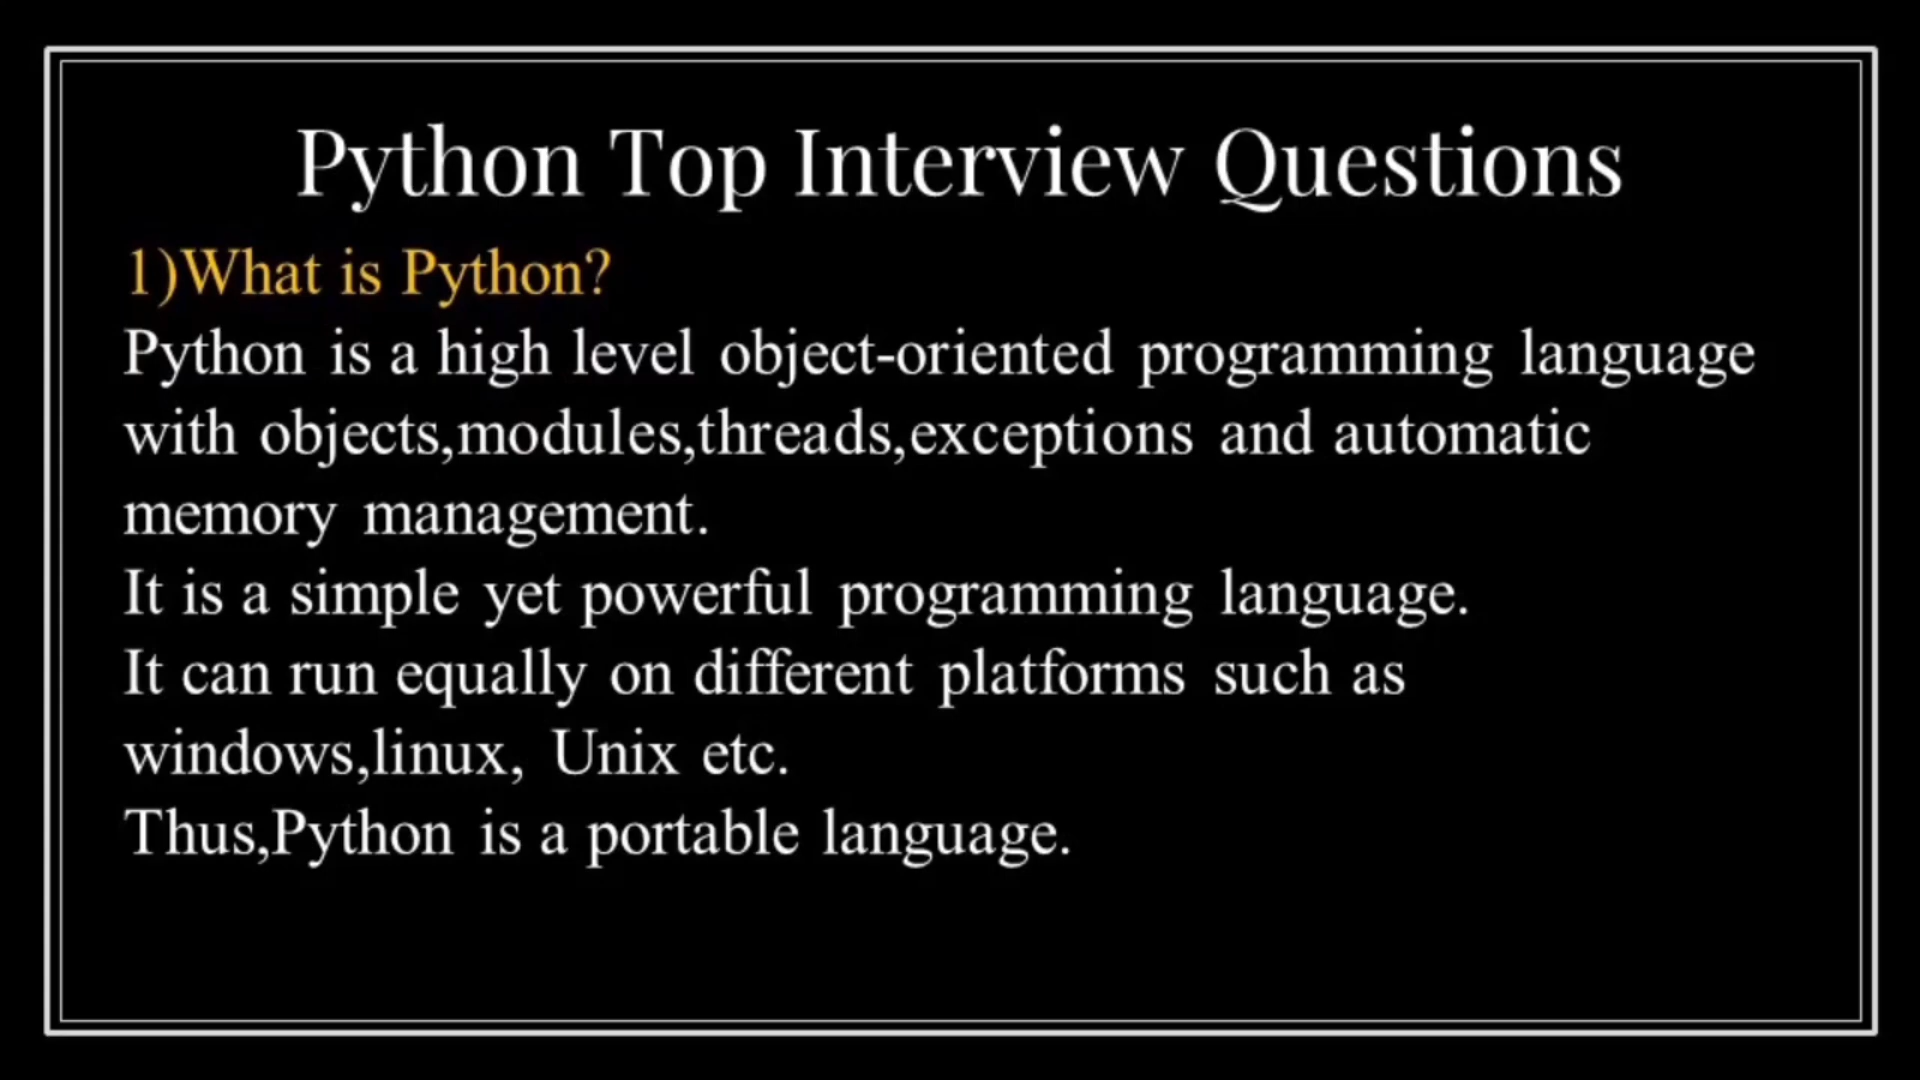 Python Top Interview Questions
1)What is Python?
Python is a high level object-oriented programming language
with objects,modules,threads,exceptions and automatic
memory management.
It is a simple yet powerful programming language.
It can run equally on different platforms such as
windows,linux, Unix etc.
Thus,Python is a portable language.